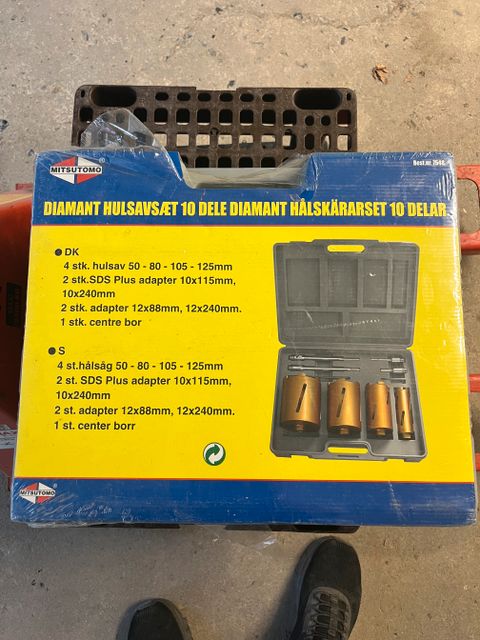 MITSUTOMO®
DIAMANT HULSAVSÆT 10 DELE DIAMANT HÅLSKÄRARSET 10 DELAR
● DK
4 stk. hulsav 50 - 80 - 105 - 125mm
2 stk.SDS Plus adapter 10x115mm,
10x240mm
2 stk. adapter 12x88mm, 12x240mm.
1 stk. centre bor
● S
4 st.hålsåg 50 - 80 - 105 - 125mm
2 st. SDS Plus adapter 10x115mm,
10x240mm
2 st. adapter 12x88mm, 12x240mm.
1 st. center borr
MITSUTOMO